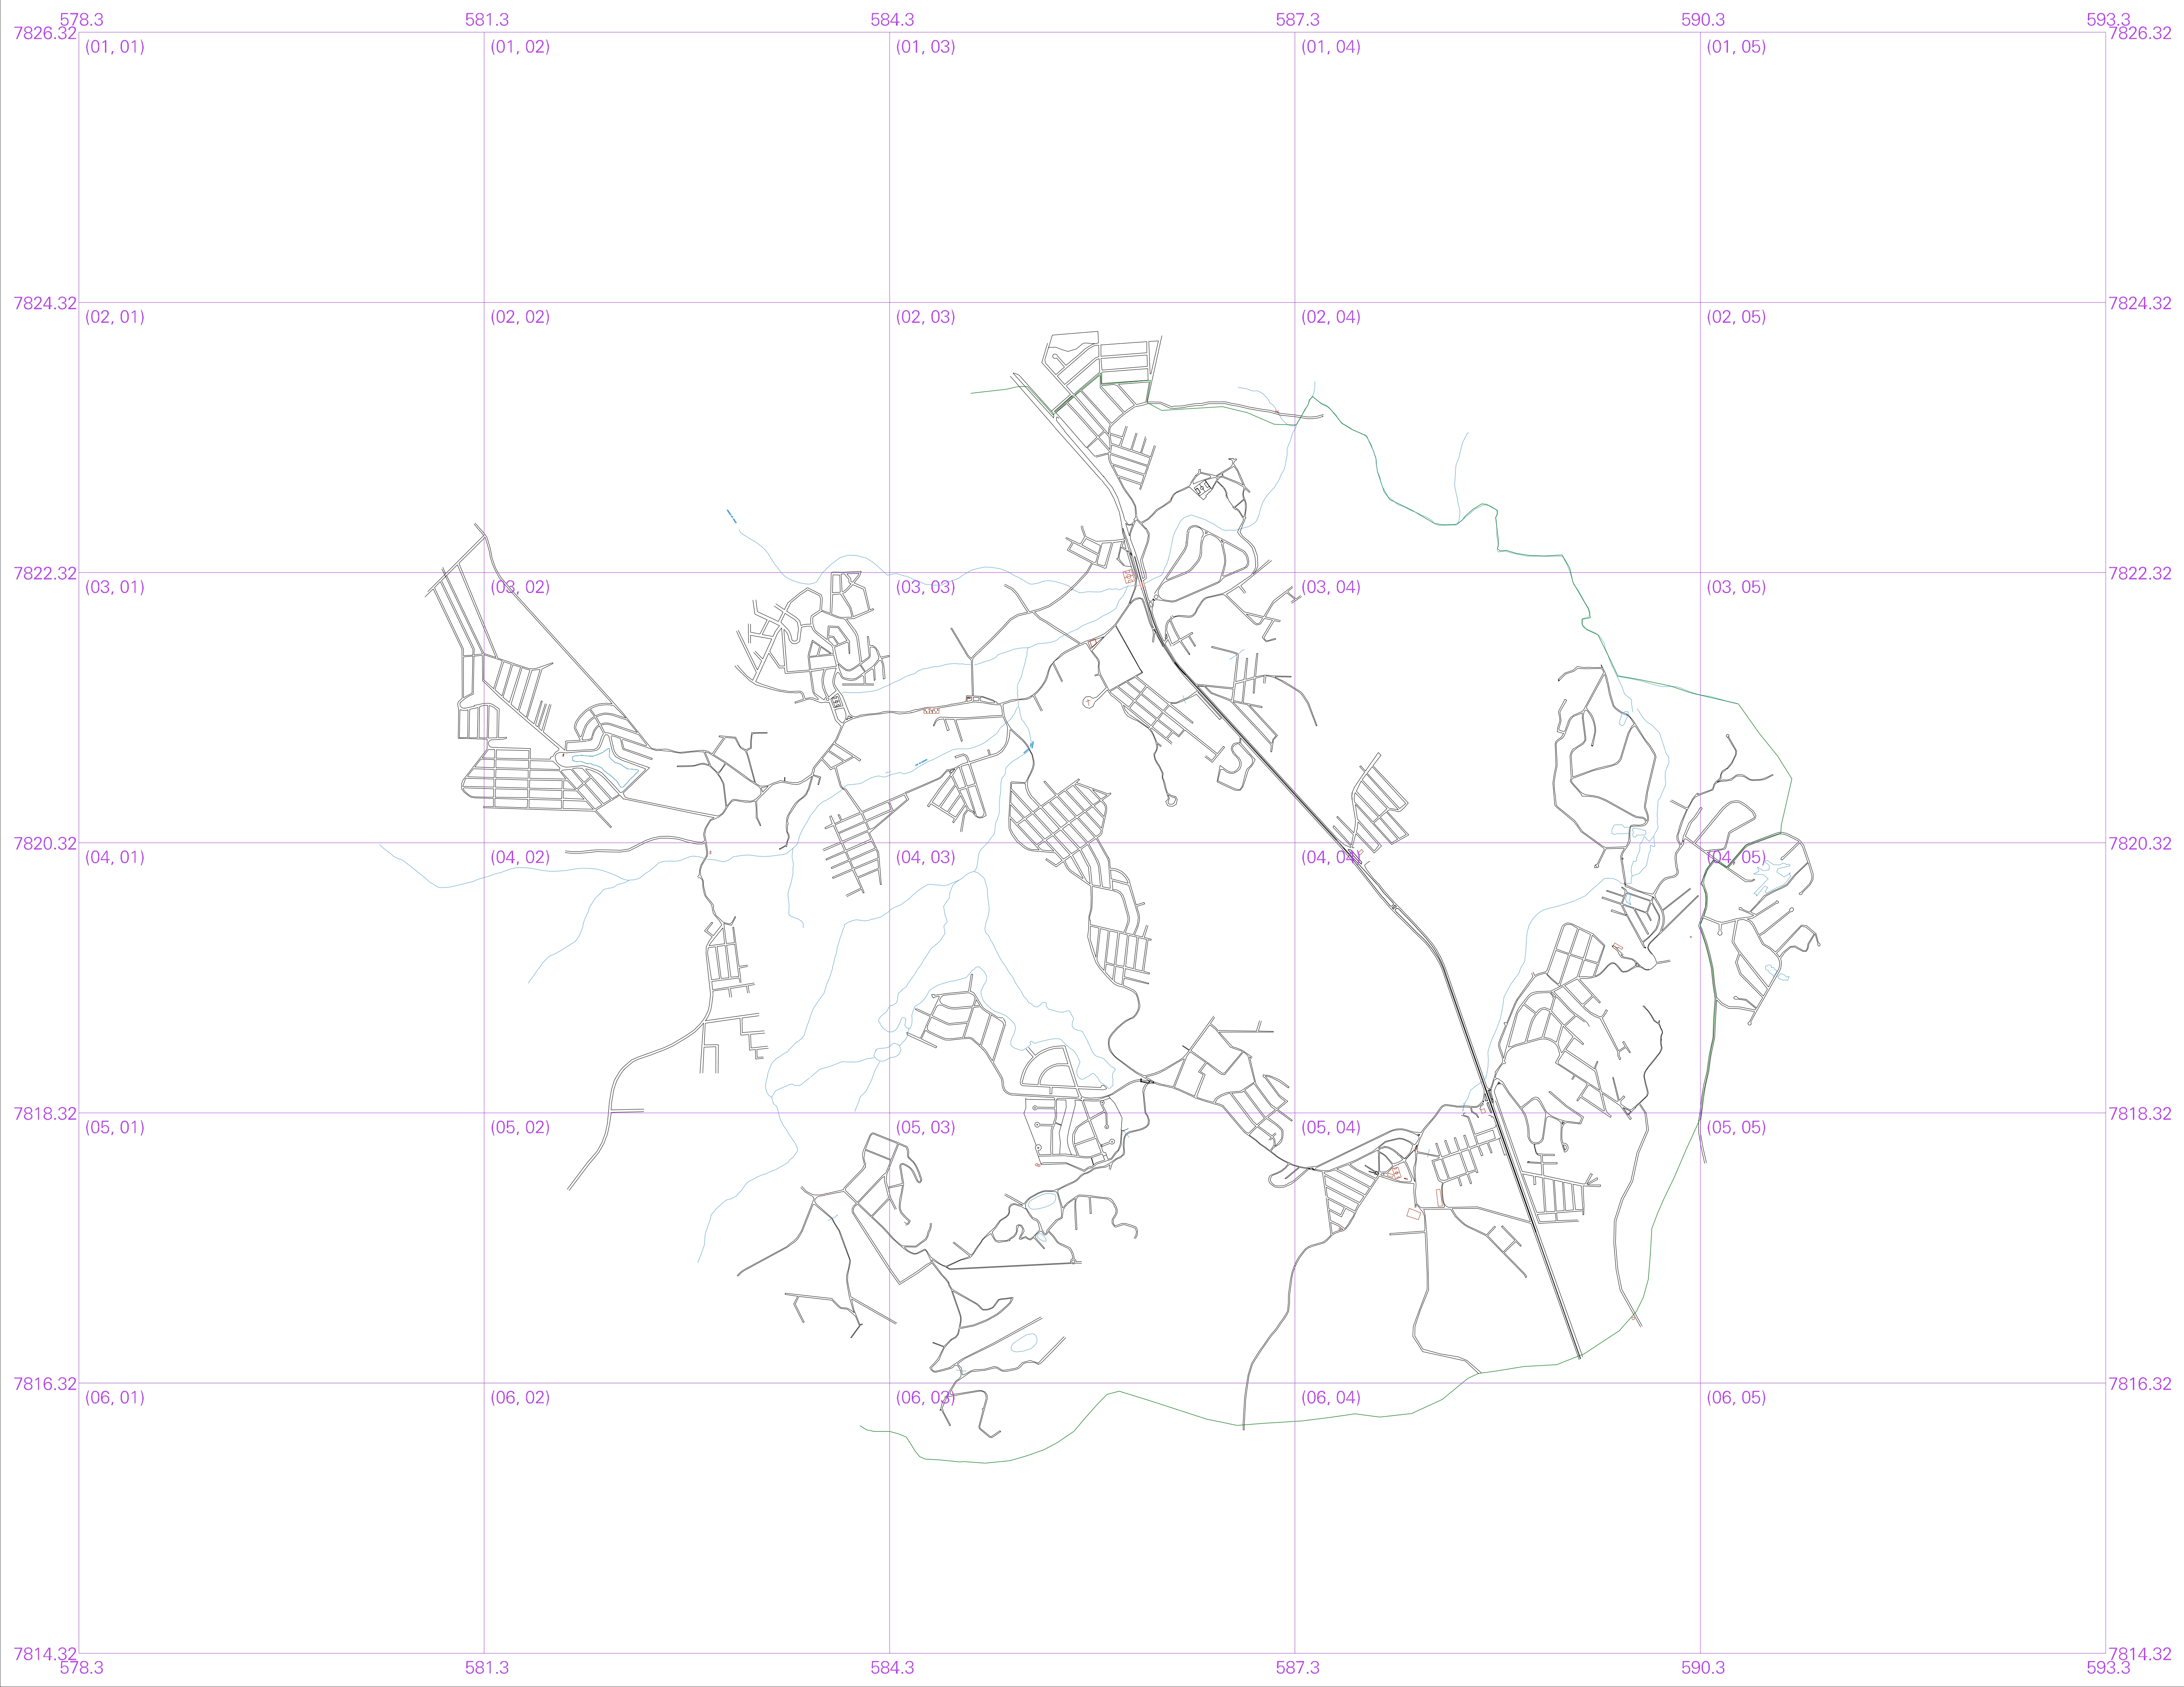 578.3 581.3 584.3 587.3 590.3 593.3
7826.32 7826.32
(01, 01) (01, 02) (01, 03) (01, 04) (01, 05)
7824.32 7824.32
(02, 01) (02, 02) (02, 03) (02, 04) (02, 05)
7822.32 7822.32
(03, 01) (03, 02) (03, 03) (03, 04) (03, 05)
7820.32 7820.32
(04, 01) (04, 02) (04, 03) (04, 04) (04, 05)
7818.32 7818.32
(05, 01) (05, 02) (05, 03) (05, 04) (05, 05)
7816.32 7816.32
(06, 01) (06, 02) (06, 03) (06, 04) (06, 05)
7814.32 7814.32
578.3 581.3 584.3 587.3 590.3 593.3